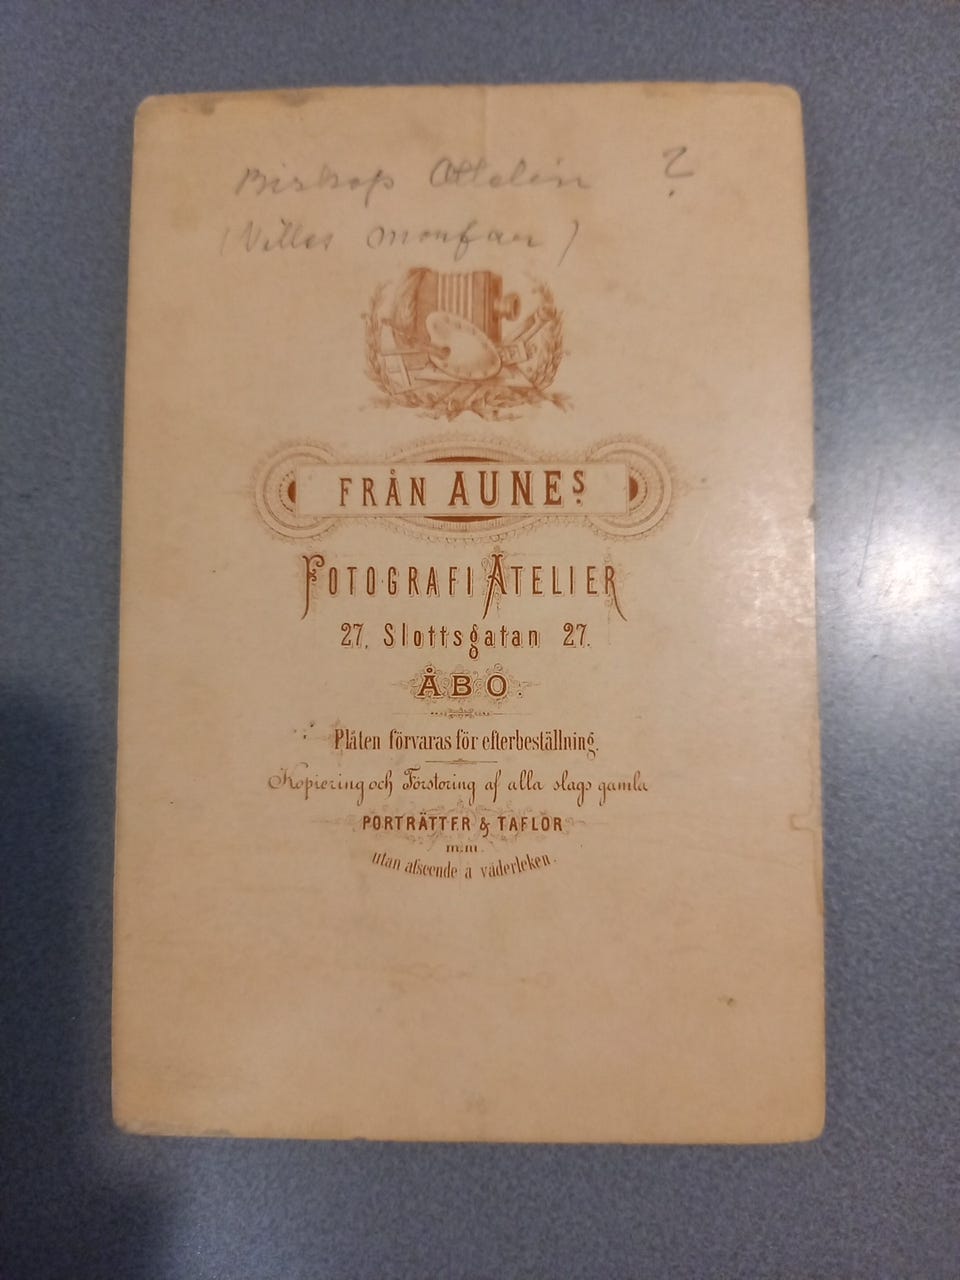 Biskop Ottelin ?
(Villes morfar)
FRÅN AUNES
FOTOGRAFI ATELIER
27, Slottsgatan 27.
ÅBO.
Plåten förvaras för efterbeställning.
Kopiering och Förstoring af alla slags gamla
PORTRÄTTER & TAFLOR
m.m.
utan afseende å väderleken.